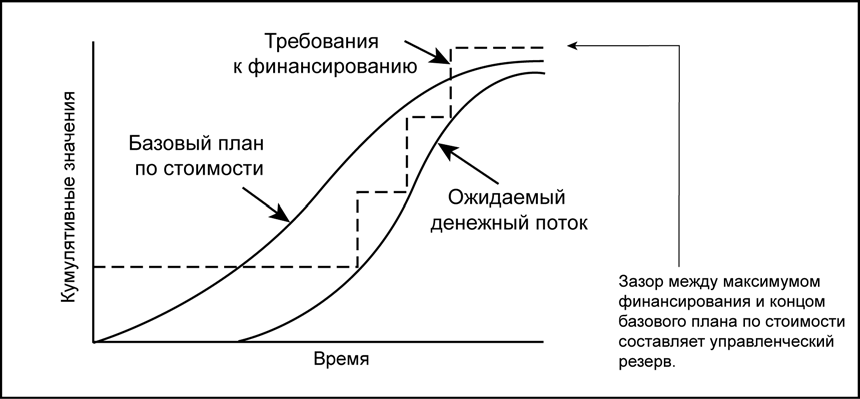 Требования
к финансированию
Базовый план
по стоимости
Ожидаемый
денежный поток
Кумулятивные значения
Время
Зазор между максимумом
финансирования и концом
базового плана по стоимости
составляет управленческий
резерв.